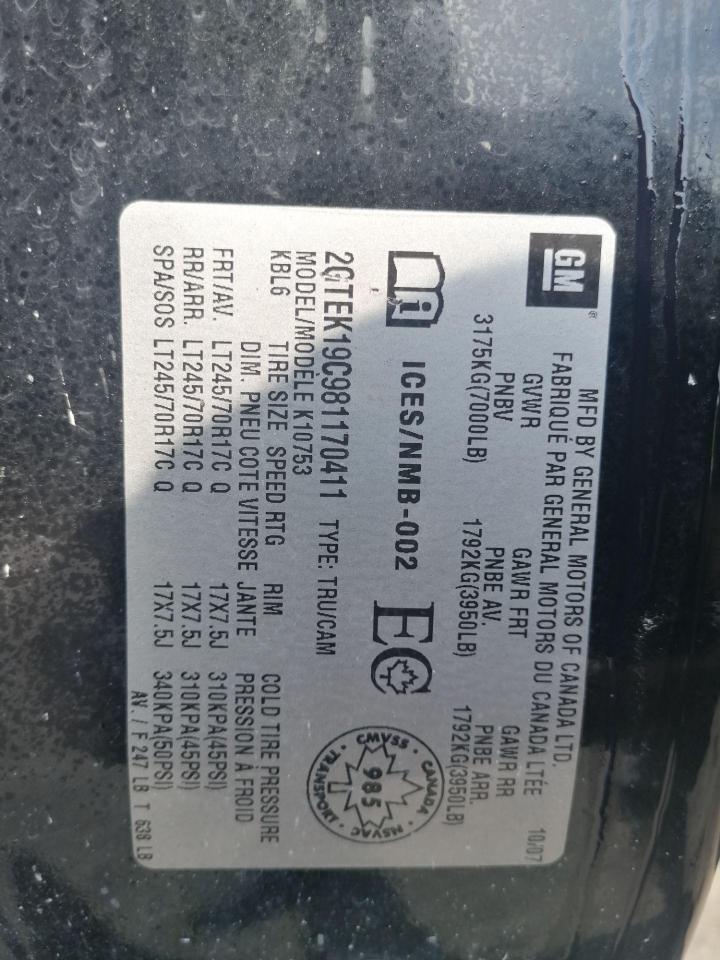 GM ®
MFD BY GENERAL MOTORS OF CANADA LTD.
FABRIQUÉ PAR GENERAL MOTORS DU CANADA LTÉE 10/07
GVWR GAWR FRT GAWR RR
PNBV PNBE AV. PNBE ARR.
3175KG(7000LB) 1792KG(3950LB) 1792KG(3950LB)
i ICES/NMB-002 EC
CANADA · NSVAC · TRANSPORT · CMVSS ·
985
2GTEK19C981170411 TYPE: TRU/CAM
MODEL/MODÈLE K10753
KBL6 TIRE SIZE SPEED RTG RIM COLD TIRE PRESSURE
DIM. PNEU COTE VITESSE JANTE PRESSION À FROID
FRT/AV. LT245/70R17C Q 17X7.5J 310KPA(45PSI)
RR/ARR. LT245/70R17C Q 17X7.5J 310KPA(45PSI)
SPA/SOS LT245/70R17C Q 17X7.5J 340KPA(50PSI)
AV. / F 247 LB T 638 LB